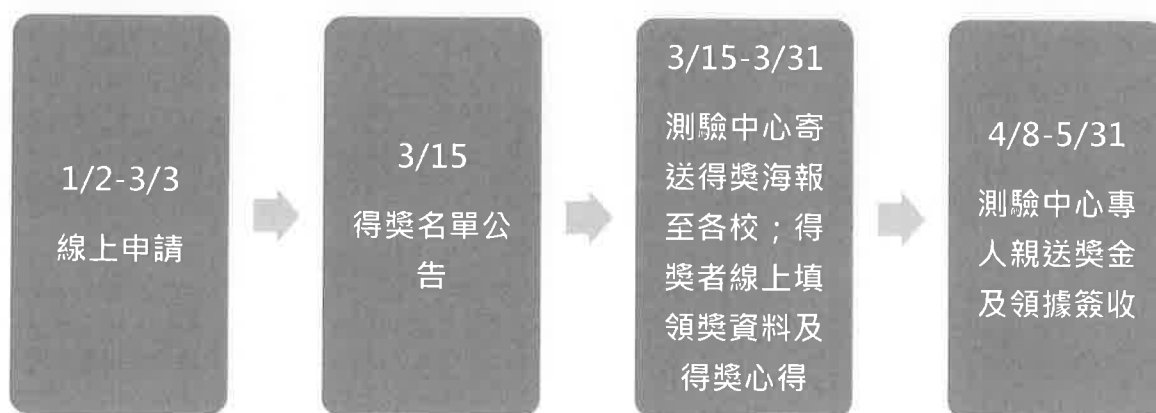 1/2-3/3
線上申請
3/15
得獎名單公
告
3/15-3/31
測驗中心寄
送得獎海報
至各校；得
獎者線上填
領獎資料及
得獎心得
4/8-5/31
測驗中心專
人親送獎金
及領據簽收